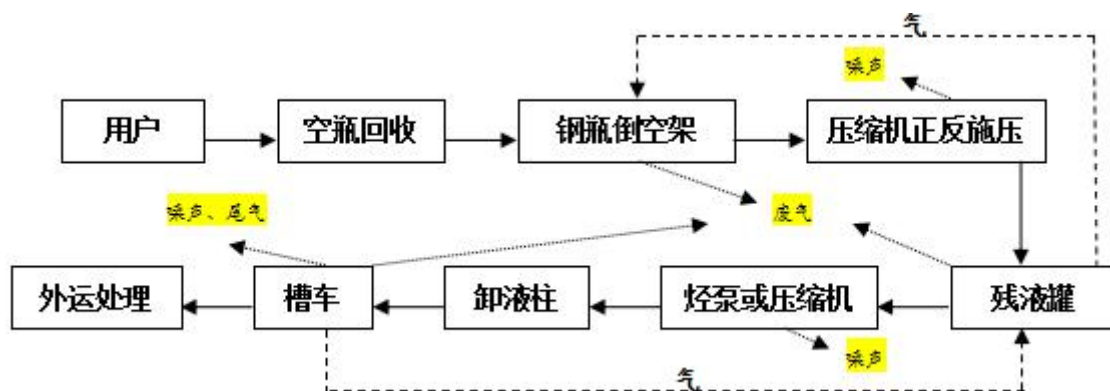 气
噪声
用户
空瓶回收
钢瓶倒空架
压缩机正反施压
噪声、尾气
废气
外运处理
槽车
卸液柱
烃泵或压缩机
残液罐
噪声
气